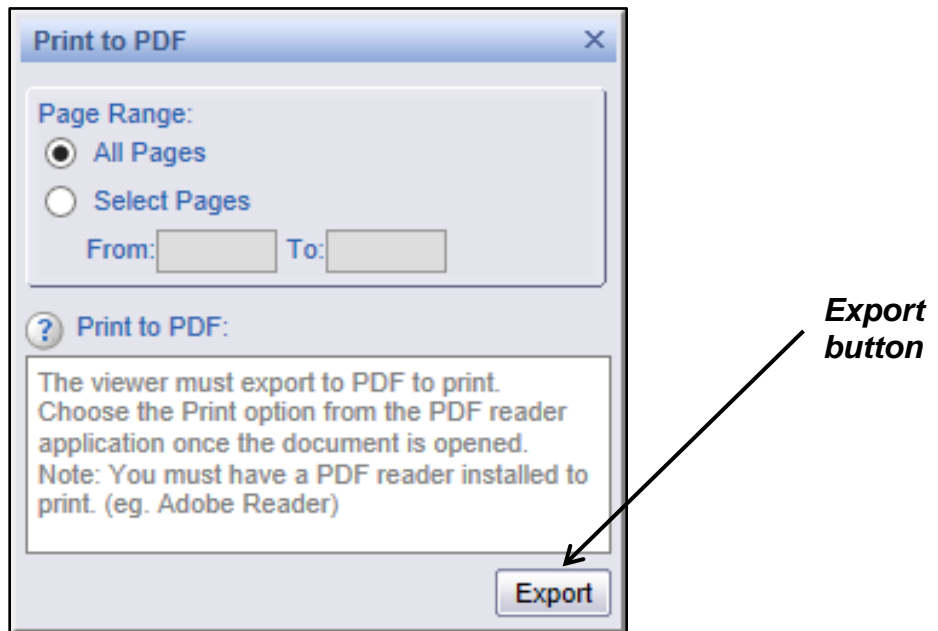 Print to PDF
Page Range:
All Pages
Select Pages
From: To:
Print to PDF:
The viewer must export to PDF to print.
Choose the Print option from the PDF reader
application once the document is opened.
Note: You must have a PDF reader installed to
print. (eg. Adobe Reader)
Export
Export
button